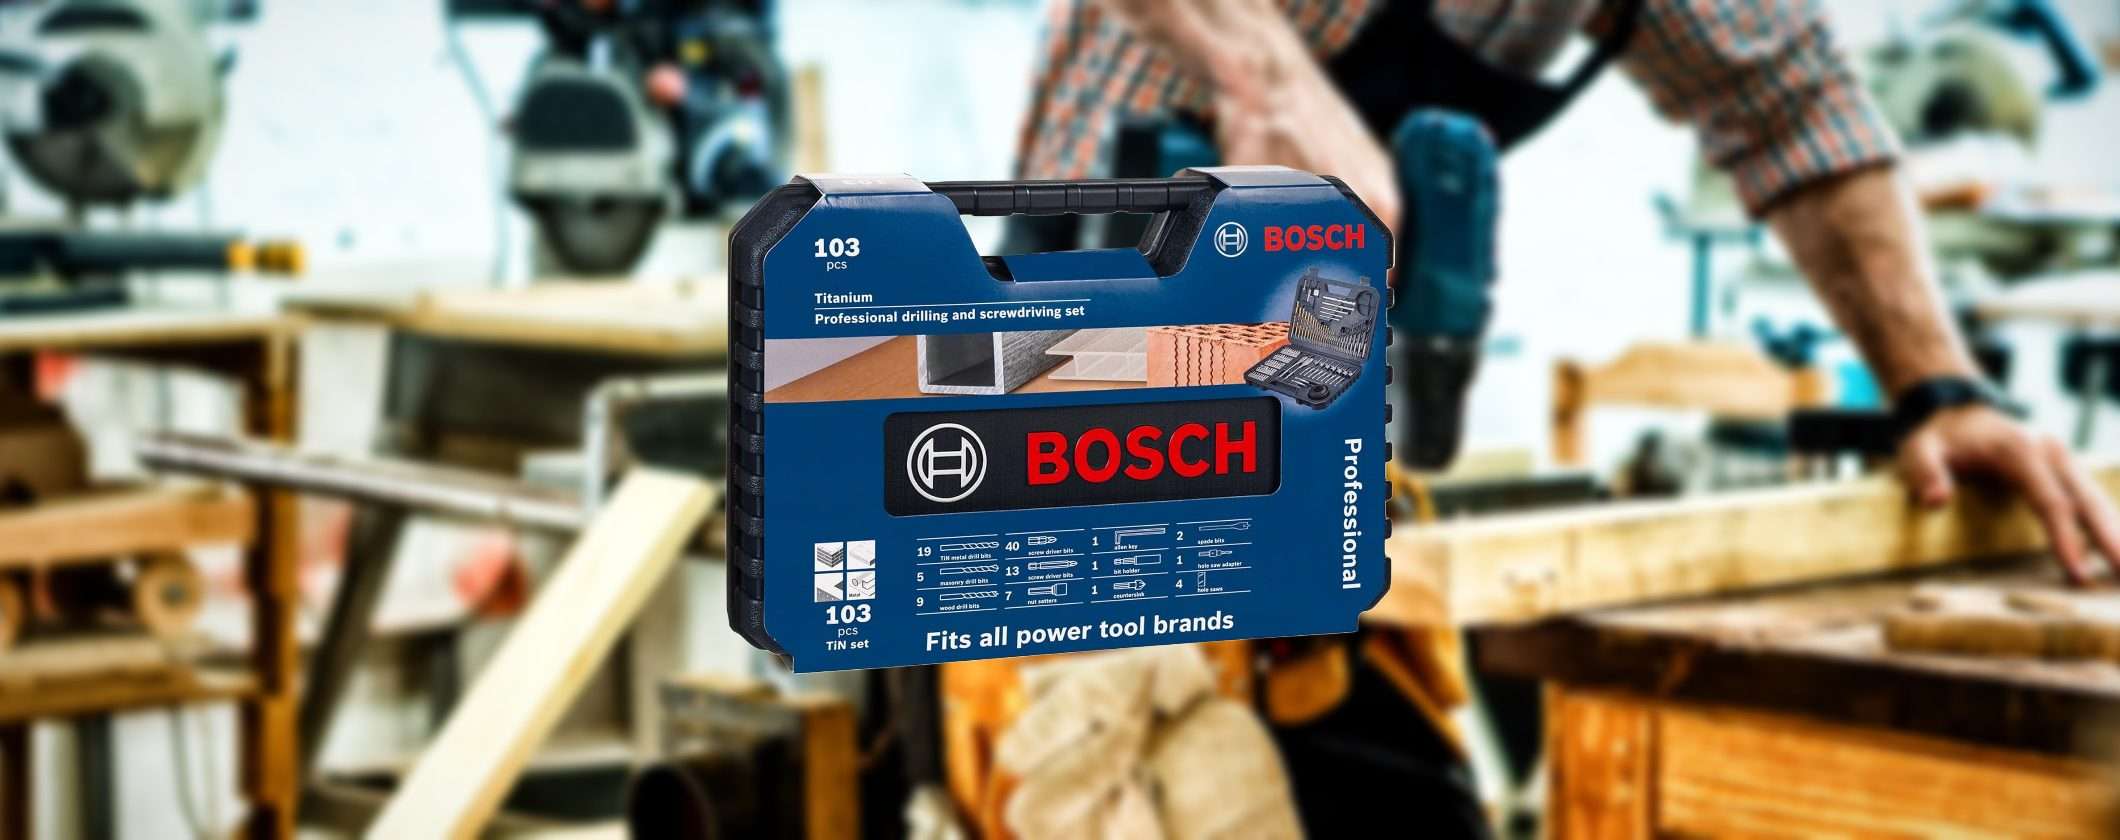 103
pcs
BOSCH
Titanium
Professional drilling and screwdriving set
BOSCH
Professional
19 TiN metal drill bits
5 masonry drill bits
9 wood drill bits
40 screw driver bits
13 screw driver bits
7 nut setters
1 allen key
1 bit holder
1 countersink
2 spade bits
1 hole saw adapter
4 hole saws
Metal
103
pcs
TiN set
Fits all power tool brands